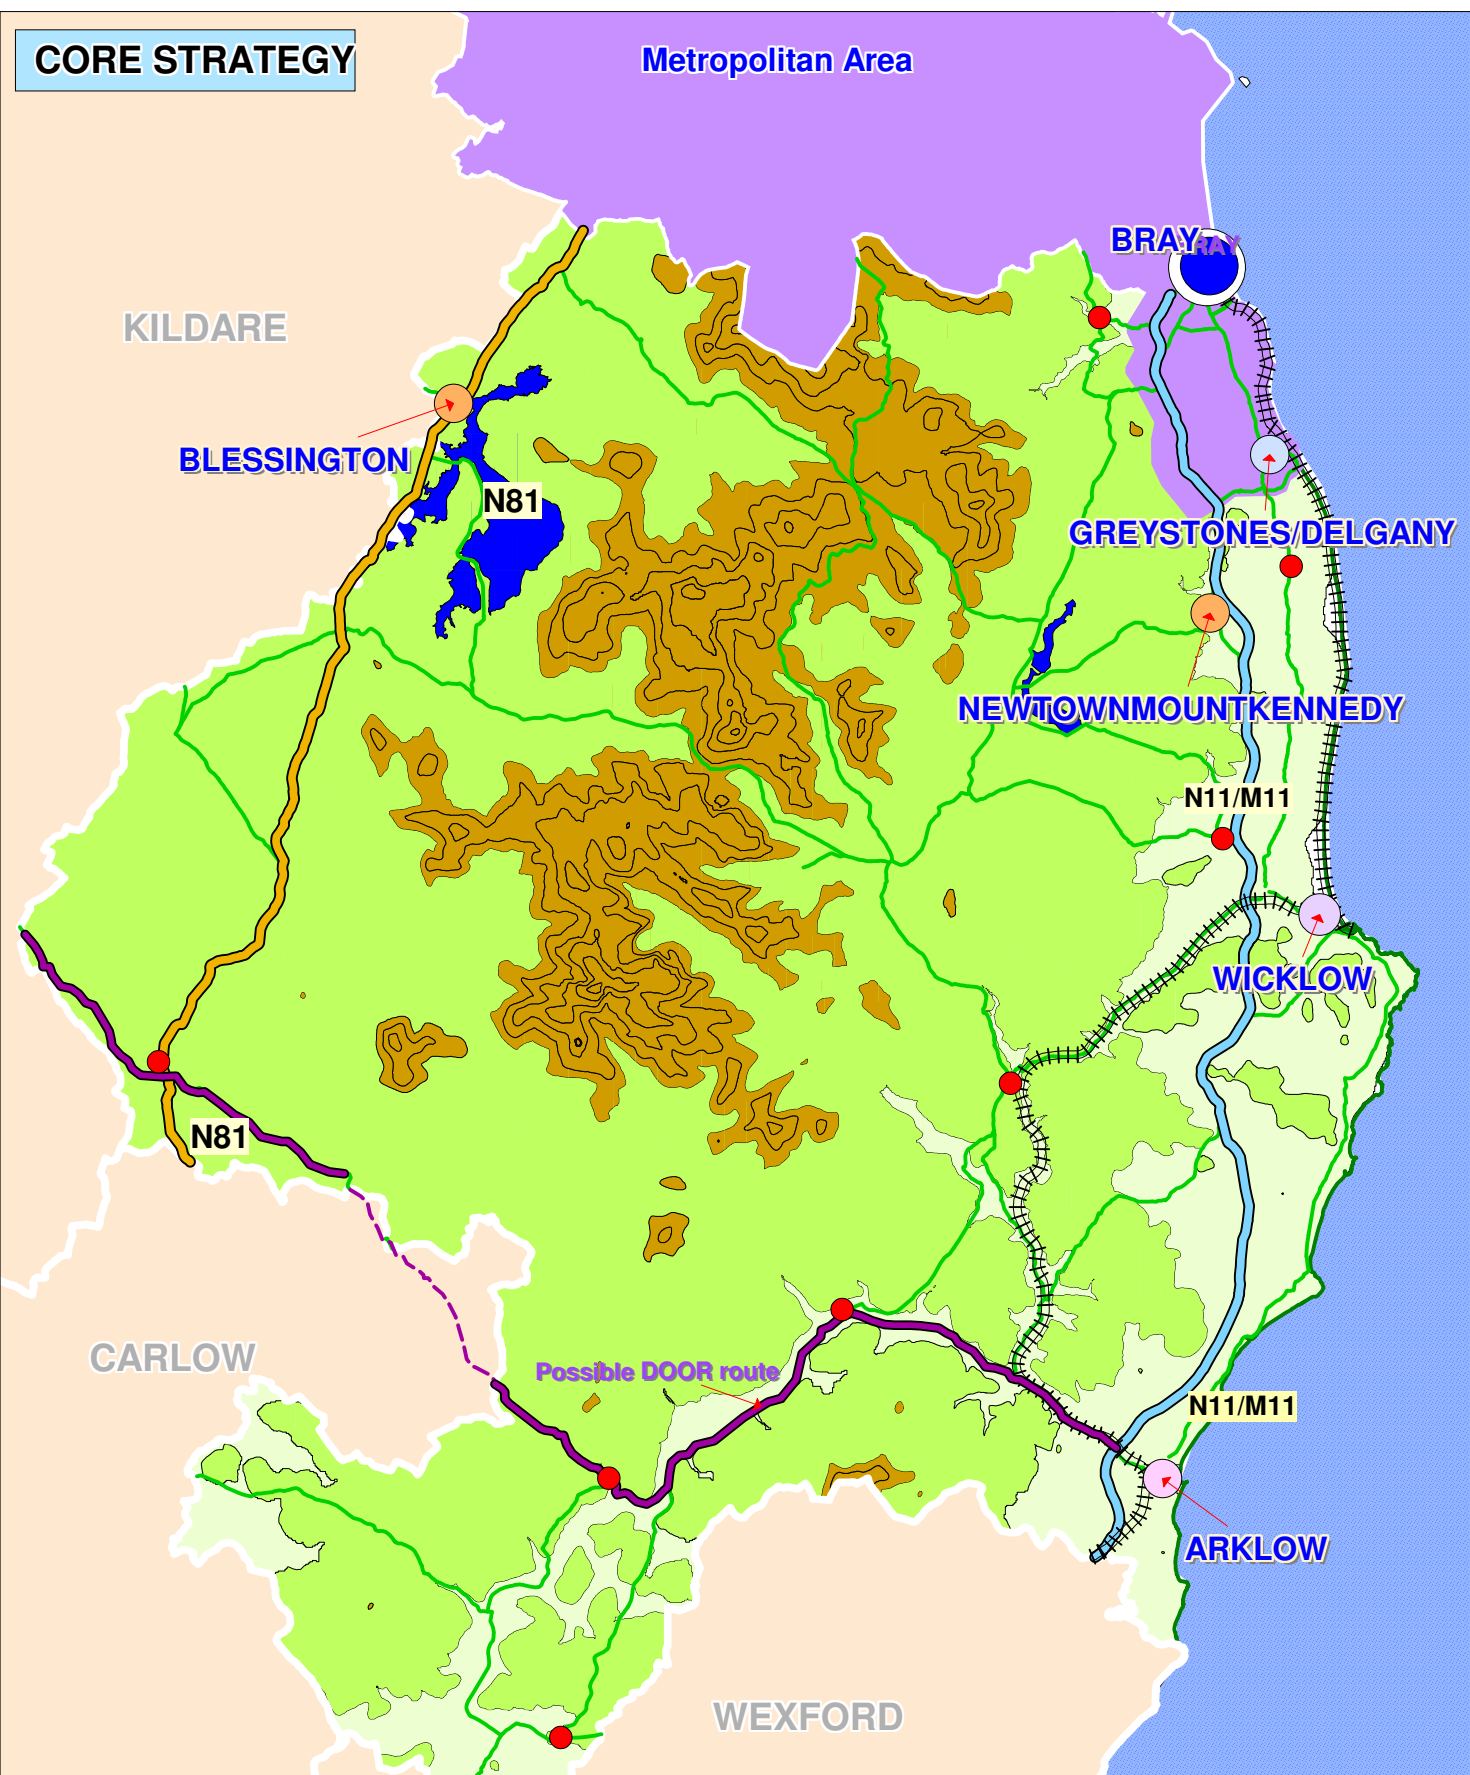 CORE STRATEGY
Metropolitan Area
BRAY
RAY
KILDARE
BLESSINGTON
N81
GREYSTONES/DELGANY
NEWTOWNMOUNTKENNEDY
N11/M11
WICKLOW
N81
CARLOW
Possible DOOR route
N11/M11
ARKLOW
WEXFORD